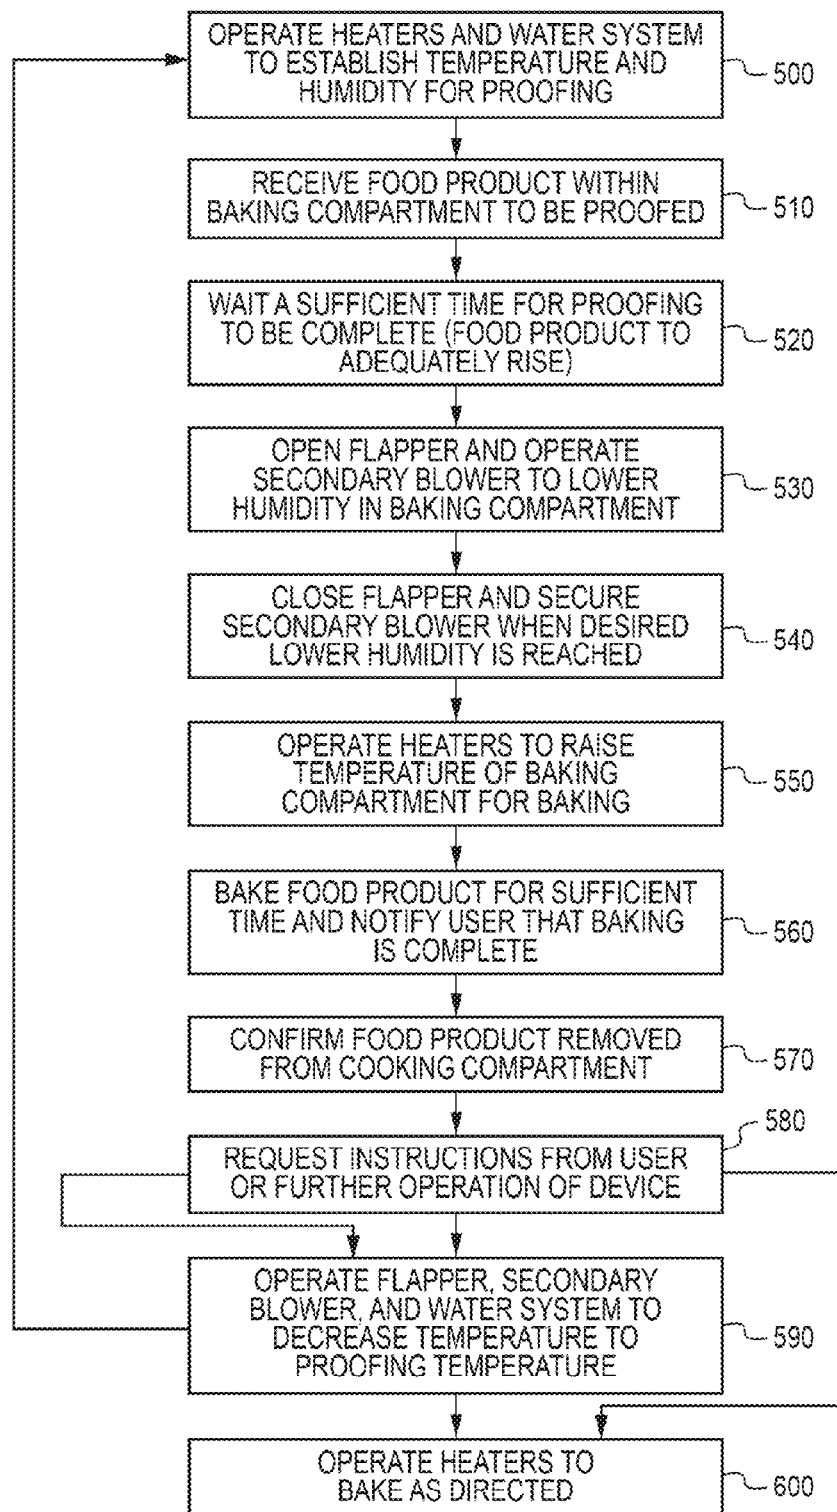 OPERATE HEATERS AND WATER SYSTEM
TO ESTABLISH TEMPERATURE AND
HUMIDITY FOR PROOFING
500
RECEIVE FOOD PRODUCT WITHIN
BAKING COMPARTMENT TO BE PROOFED
510
WAIT A SUFFICIENT TIME FOR PROOFING
TO BE COMPLETE (FOOD PRODUCT TO
ADEQUATELY RISE)
520
OPEN FLAPPER AND OPERATE
SECONDARY BLOWER TO LOWER
HUMIDITY IN BAKING COMPARTMENT
530
CLOSE FLAPPER AND SECURE
SECONDARY BLOWER WHEN DESIRED
LOWER HUMIDITY IS REACHED
540
OPERATE HEATERS TO RAISE
TEMPERATURE OF BAKING
COMPARTMENT FOR BAKING
550
BAKE FOOD PRODUCT FOR SUFFICIENT
TIME AND NOTIFY USER THAT BAKING
IS COMPLETE
560
CONFIRM FOOD PRODUCT REMOVED
FROM COOKING COMPARTMENT
570
580
REQUEST INSTRUCTIONS FROM USER
OR FURTHER OPERATION OF DEVICE
OPERATE FLAPPER, SECONDARY
BLOWER, AND WATER SYSTEM TO
DECREASE TEMPERATURE TO
PROOFING TEMPERATURE
590
OPERATE HEATERS TO
BAKE AS DIRECTED
600